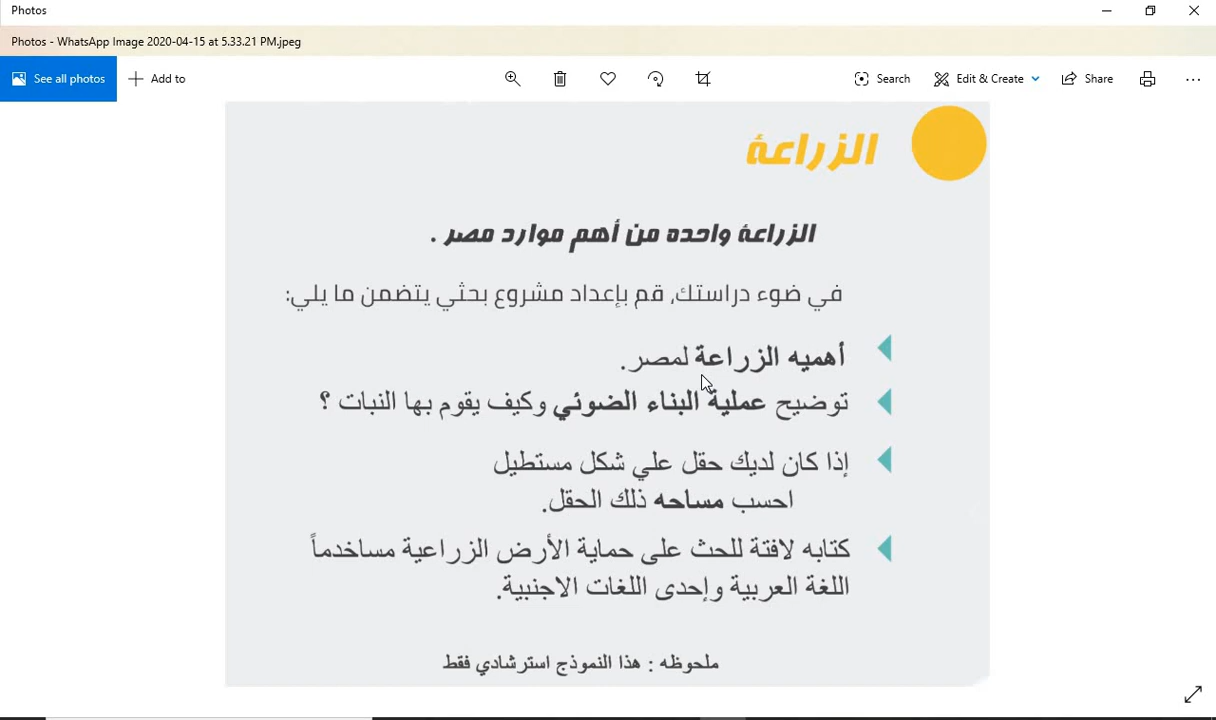 Photos
Photos - WhatsApp Image 2020-04-15 at 5.33.21 PM.jpeg
See all photos
Add to
Search
Edit & Create
Share
الزراعة
الزراعة واحده من أهم موارد مصر .
في ضوء دراستك، قم بإعداد مشروع بحثي يتضمن ما يلي:
أهميه الزراعة لمصر.
توضيح عملية البناء الضوئي وكيف يقوم بها النبات ؟
إذا كان لديك حقل علي شكل مستطيل
احسب مساحه ذلك الحقل.
كتابه لافتة للحث على حماية الأرض الزراعية مساخدماً
اللغة العربية وإحدى اللغات الاجنبية.
ملحوظه : هذا النموذج استرشادي فقط